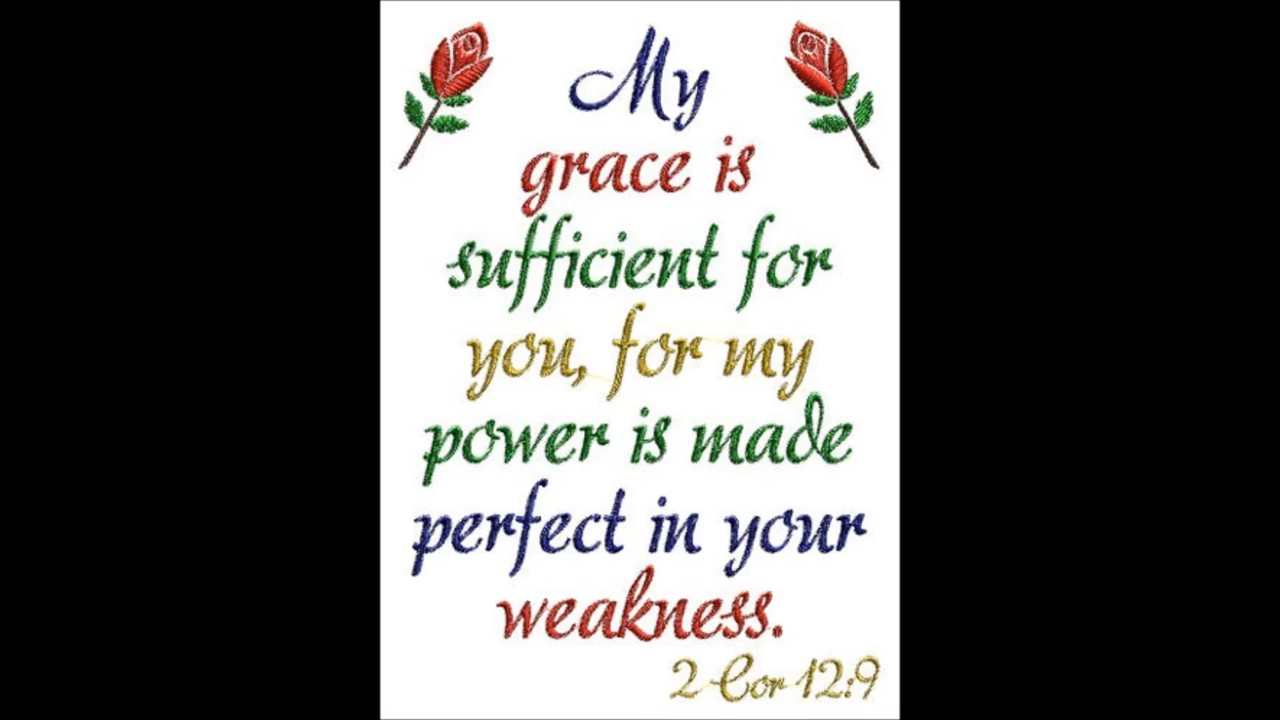 My
grace is
sufficient for
you, for my
power is made
perfect in your
weakness.
2 Cor 12:9